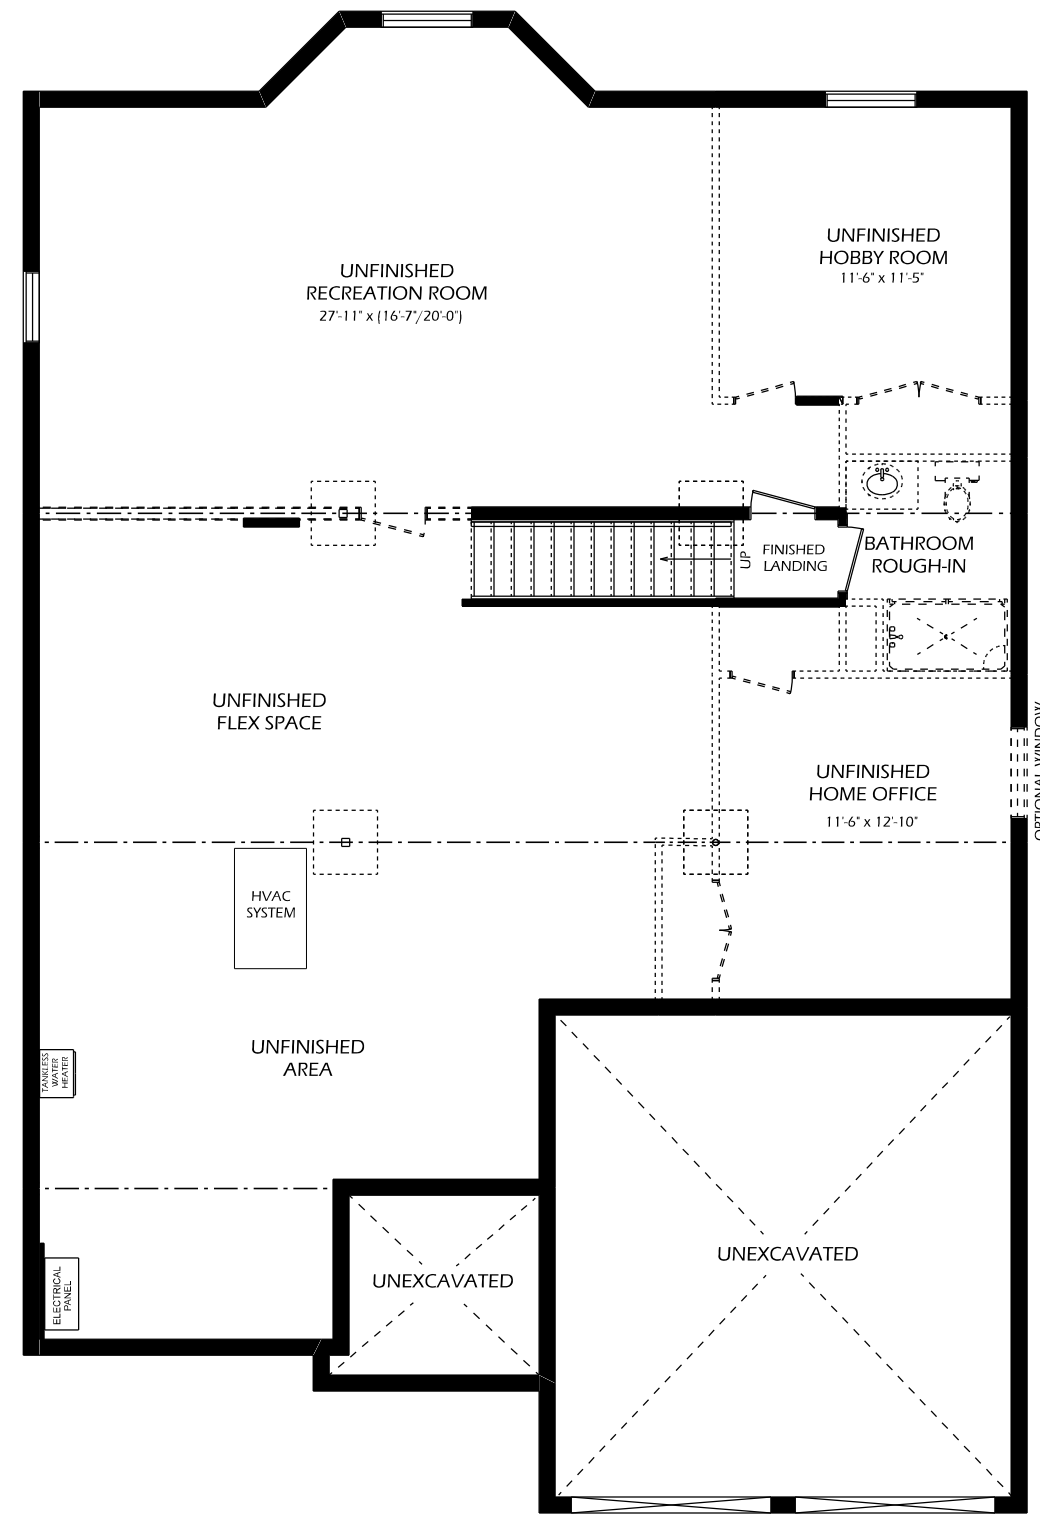 UNFINISHED
HOBBY ROOM
11'-6" x 11'-5"
UNFINISHED
RECREATION ROOM
27'-11" x (16'-7"/20'-0")
UP
FINISHED
LANDING
BATHROOM
ROUGH-IN
UNFINISHED
FLEX SPACE
OPTIONAL WINDOW
UNFINISHED
HOME OFFICE
11'-6" x 12'-10"
HVAC
SYSTEM
UNFINISHED
AREA
TANKLESS
WATER
HEATER
UNEXCAVATED
UNEXCAVATED
ELECTRICAL
PANEL